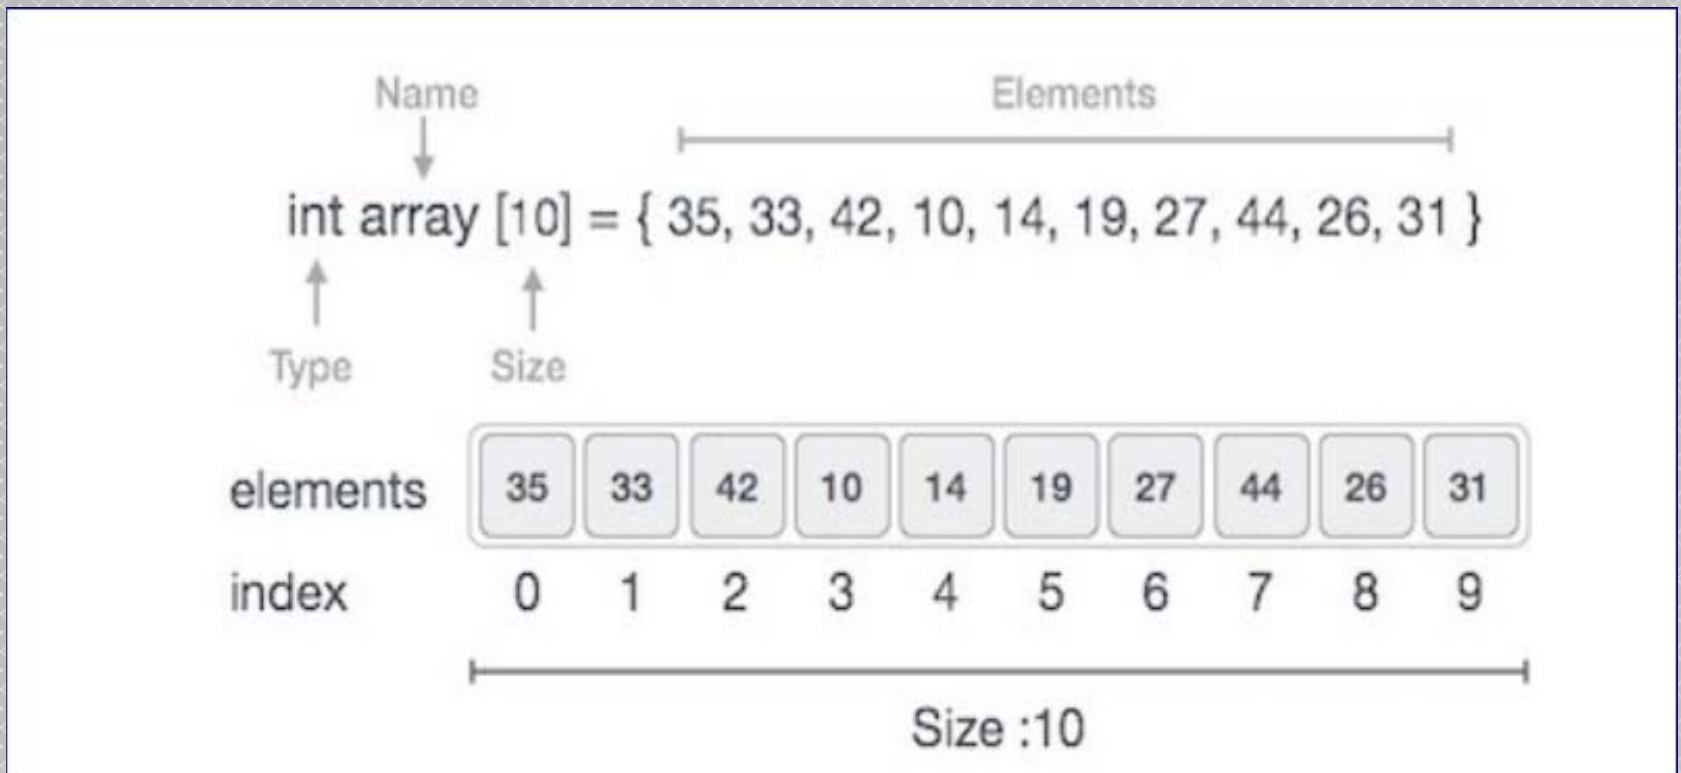 Name Elements
int array [10] = { 35, 33, 42, 10, 14, 19, 27, 44, 26, 31 }
Type Size
elements 35 33 42 10 14 19 27 44 26 31
index 0 1 2 3 4 5 6 7 8 9
Size :10